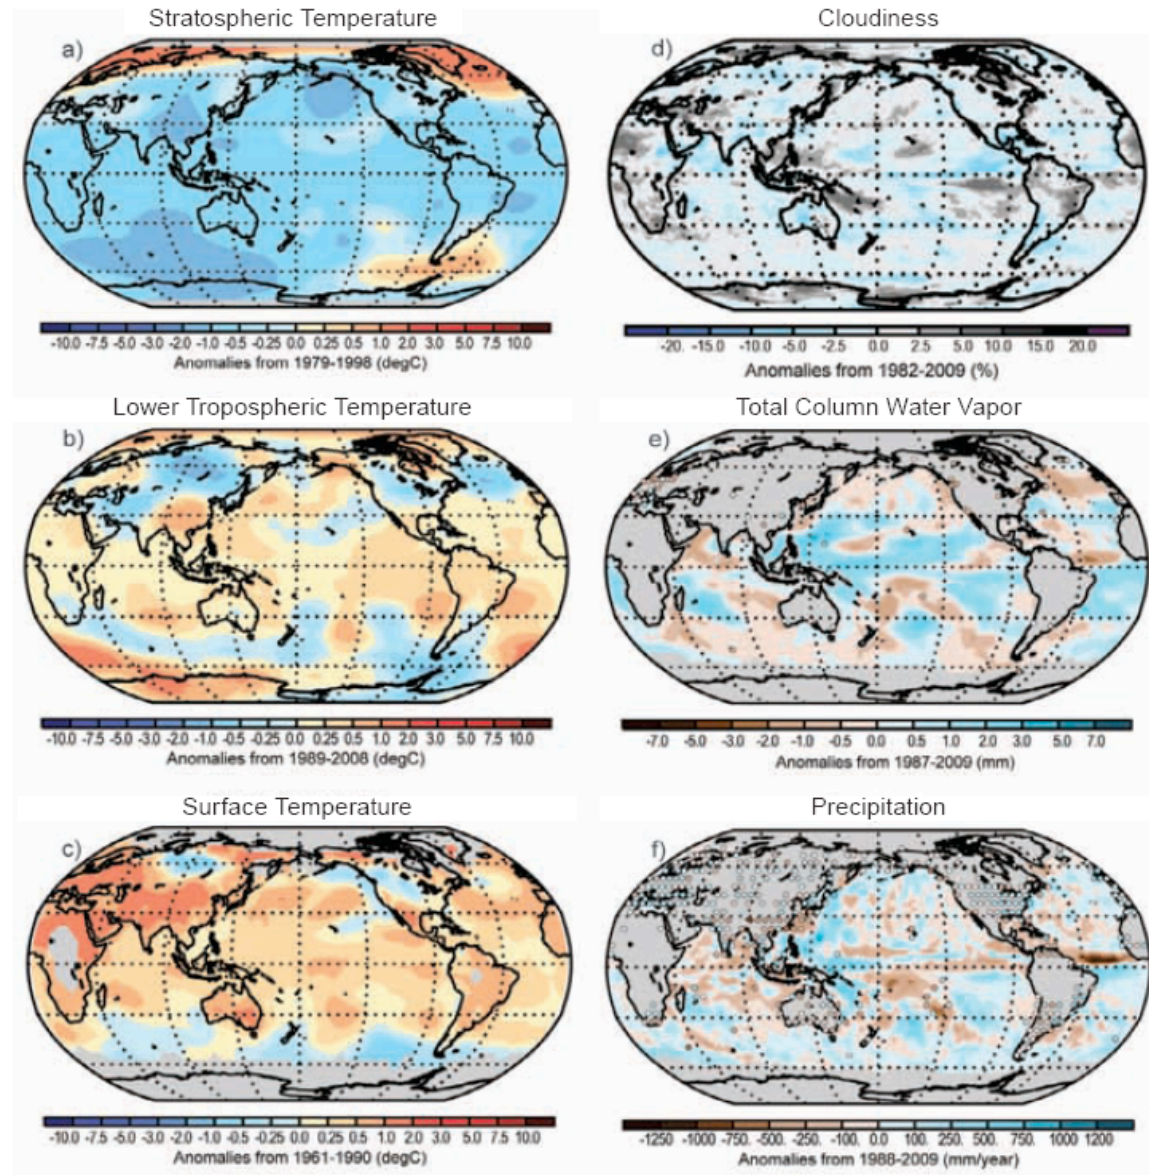 Stratospheric Temperature
a)
-10.0 -7.5 -5.0 -3.0 -2.0 -1.0 -0.5 -0.25 0.0 0.25 0.5 1.0 2.0 3.0 5.0 7.5 10.0
Anomalies from 1979-1998 (degC)
Cloudiness
d)
-20. -15.0 -10.0 -5.0 -2.5 0.0 2.5 5.0 10.0 15.0 20.0
Anomalies from 1982-2009 (%)
Lower Tropospheric Temperature
b)
-10.0 -7.5 -5.0 -3.0 -2.0 -1.0 -0.5 -0.25 0.0 0.25 0.5 1.0 2.0 3.0 5.0 7.5 10.0
Anomalies from 1989-2008 (degC)
Total Column Water Vapor
e)
-7.0 -5.0 -3.0 -2.0 -1.0 -0.5 0.0 0.5 1.0 2.0 3.0 5.0 7.0
Anomalies from 1987-2009 (mm)
Surface Temperature
c)
-10.0 -7.5 -5.0 -3.0 -2.0 -1.0 -0.5 -0.25 0.0 0.25 0.5 1.0 2.0 3.0 5.0 7.5 10.0
Anomalies from 1961-1990 (degC)
Precipitation
f)
-1250 -1000 -750. -500. -250. -100. 0.0 100. 250. 500. 750. 1000 1200
Anomalies from 1988-2009 (mm/year)